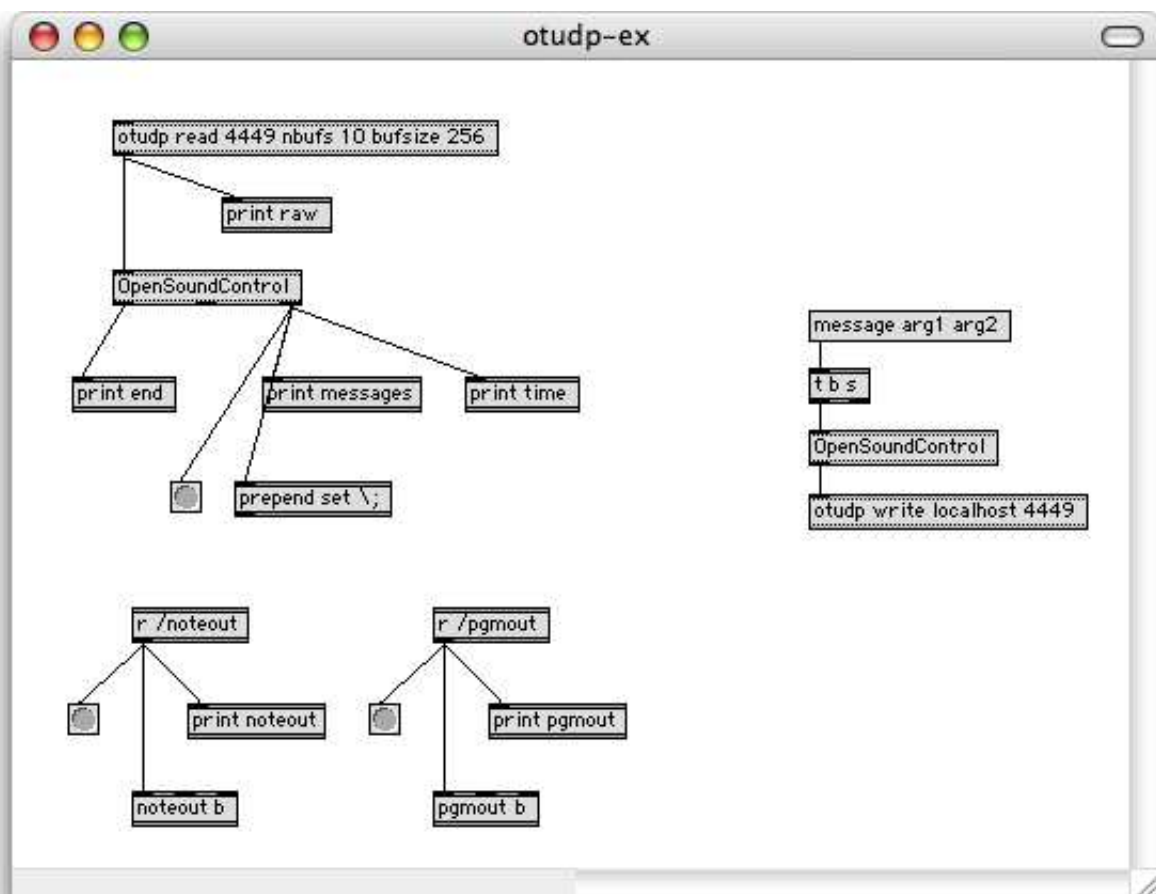 otudp-ex
otudp read 4449 nbufs 10 bufsize 256
print raw
OpenSoundControl
message arg1 arg2
print end
print messages
print time
t b s
OpenSoundControl
prepend set \;
otudp write localhost 4449
r /noteout
r /pgmout
print noteout
print pgmout
noteout b
pgmout b